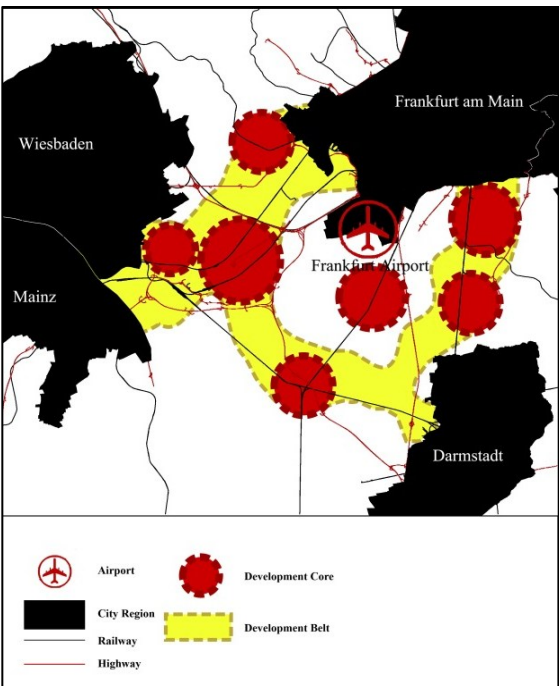 Frankfurt am Main
Wiesbaden
Frankfurt Airport
Mainz
Darmstadt
Airport
Development Core
City Region
Railway
Development Belt
Highway